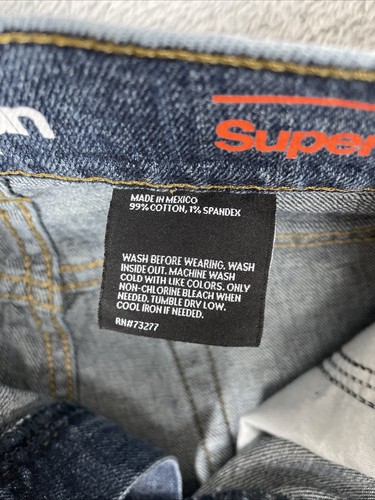 Super
MADE IN MEXICO
99% COTTON, 1% SPANDEX
WASH BEFORE WEARING. WASH
INSIDE OUT. MACHINE WASH
COLD WITH LIKE COLORS. ONLY
NON-CHLORINE BLEACH WHEN
NEEDED. TUMBLE DRY LOW.
COOL IRON IF NEEDED.
RN#73277